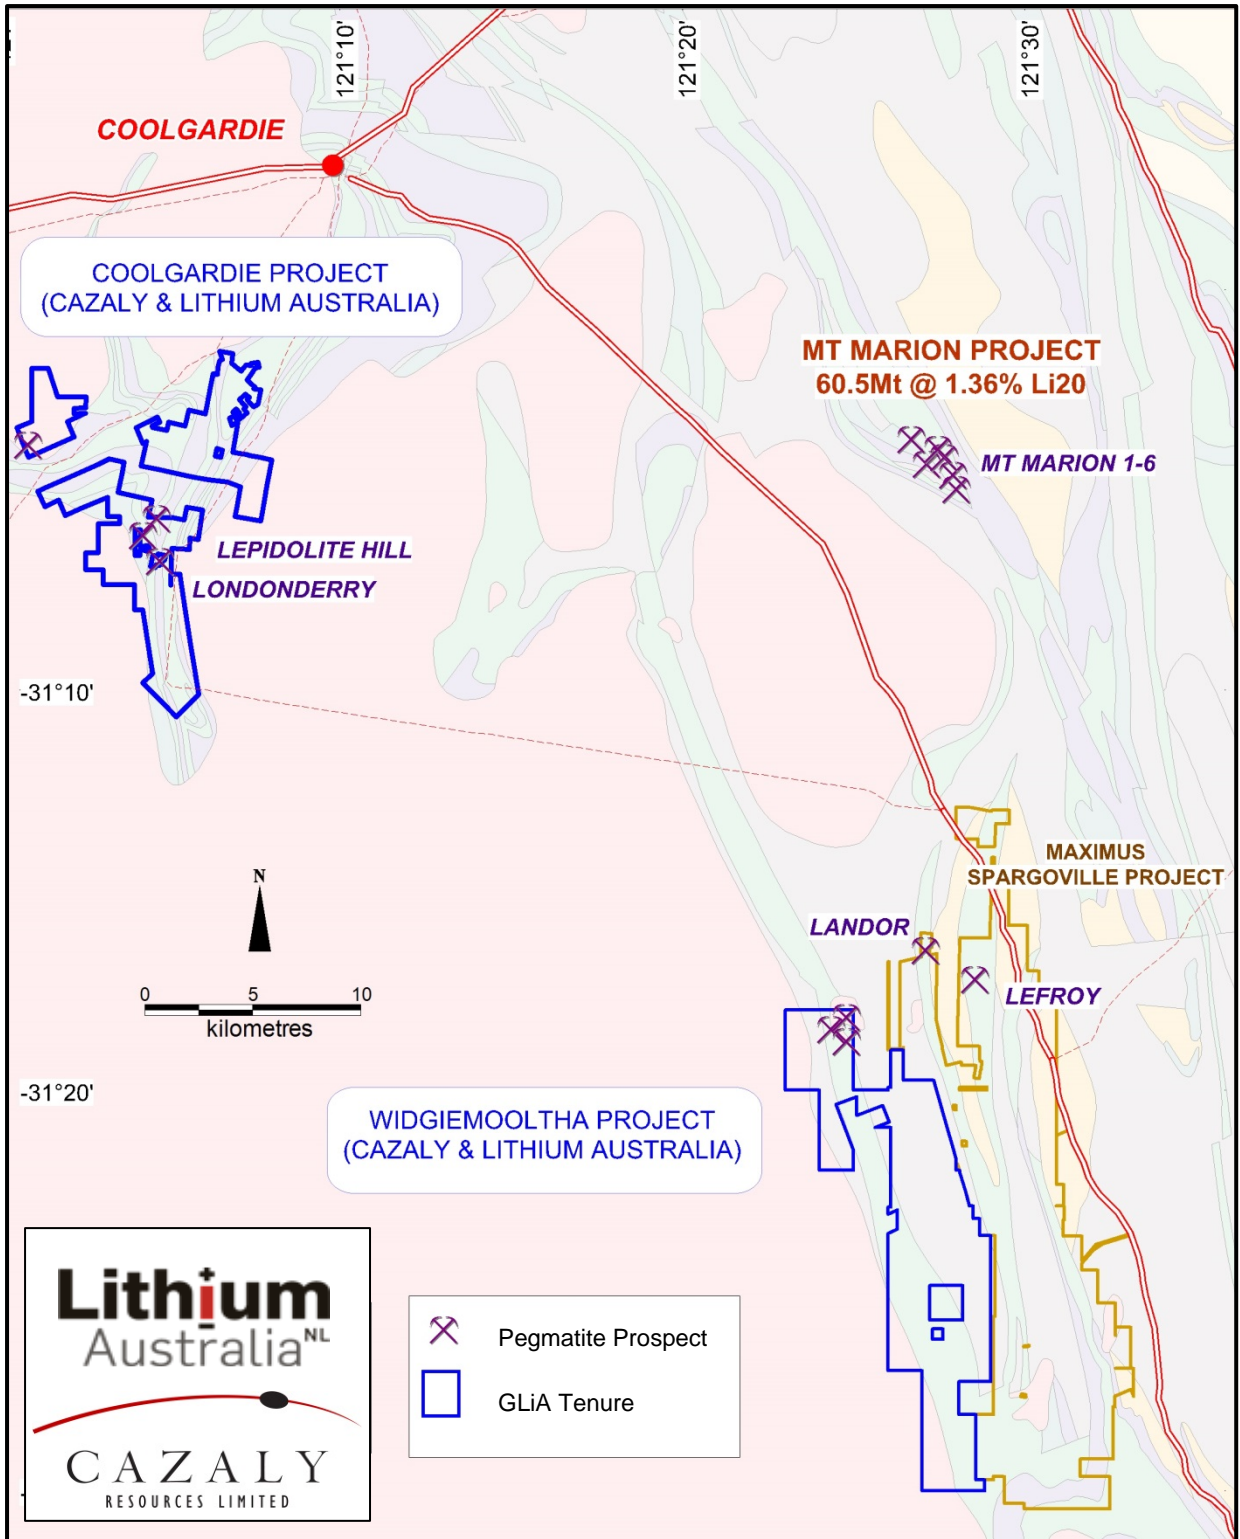 121°10'
121°20'
121°30'
COOLGARDIE
COOLGARDIE PROJECT
(CAZALY & LITHIUM AUSTRALIA)
MT MARION PROJECT
60.5Mt @ 1.36% Li20
MT MARION 1-6
LEPIDOLITE HILL
LONDONDERRY
-31°10'
MAXIMUS
SPARGOVILLE PROJECT
N
LANDOR
LEFROY
0 5 10
kilometres
-31°20'
WIDGIEMOOLTHA PROJECT
(CAZALY & LITHIUM AUSTRALIA)
Lithium
Australia NL
Pegmatite Prospect
GLiA Tenure
CAZALY
RESOURCES LIMITED